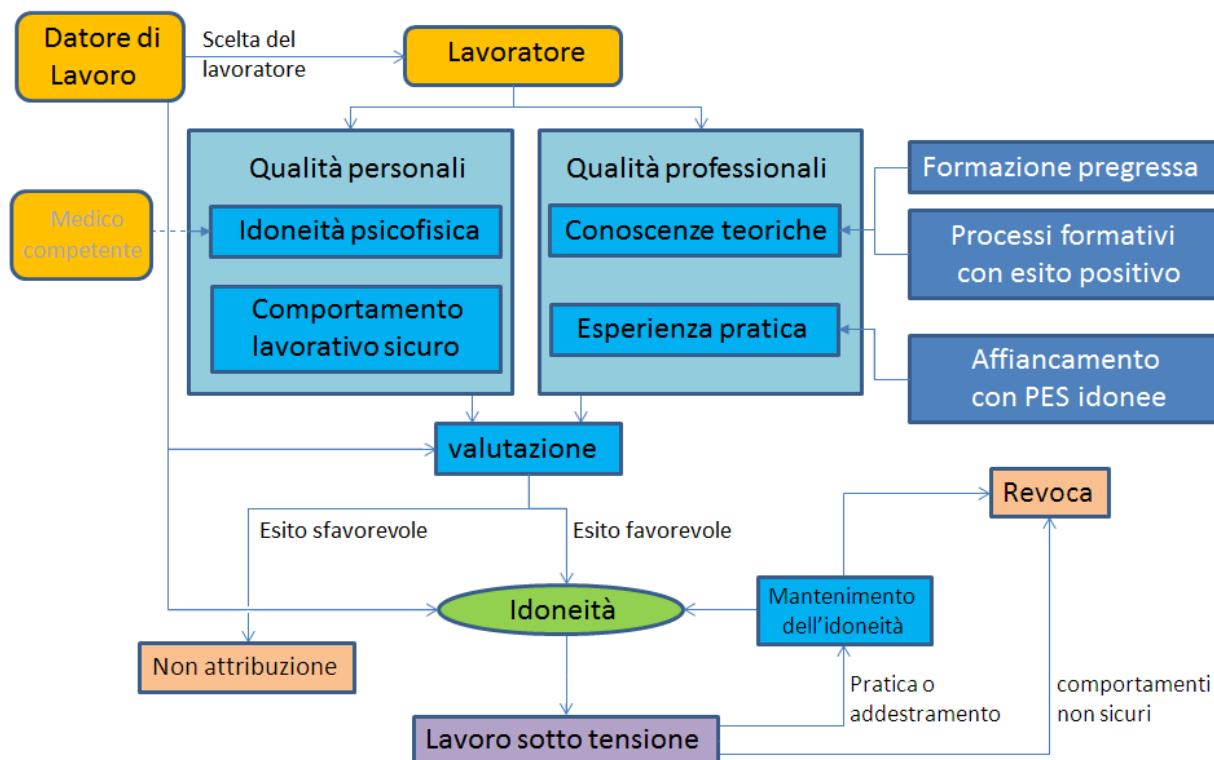 Datore di
Lavoro
Scelta del
lavoratore
Lavoratore
Qualità personali
Qualità professionali
Formazione pregressa
Medico
competente
Idoneità psicofisica
Conoscenze teoriche
Processi formativi
con esito positivo
Comportamento
lavorativo sicuro
Esperienza pratica
Affiancamento
con PES idonee
valutazione
Revoca
Esito sfavorevole
Esito favorevole
Idoneità
Mantenimento
dell'idoneità
Non attribuzione
Pratica o
addestramento
comportamenti
non sicuri
Lavoro sotto tensione